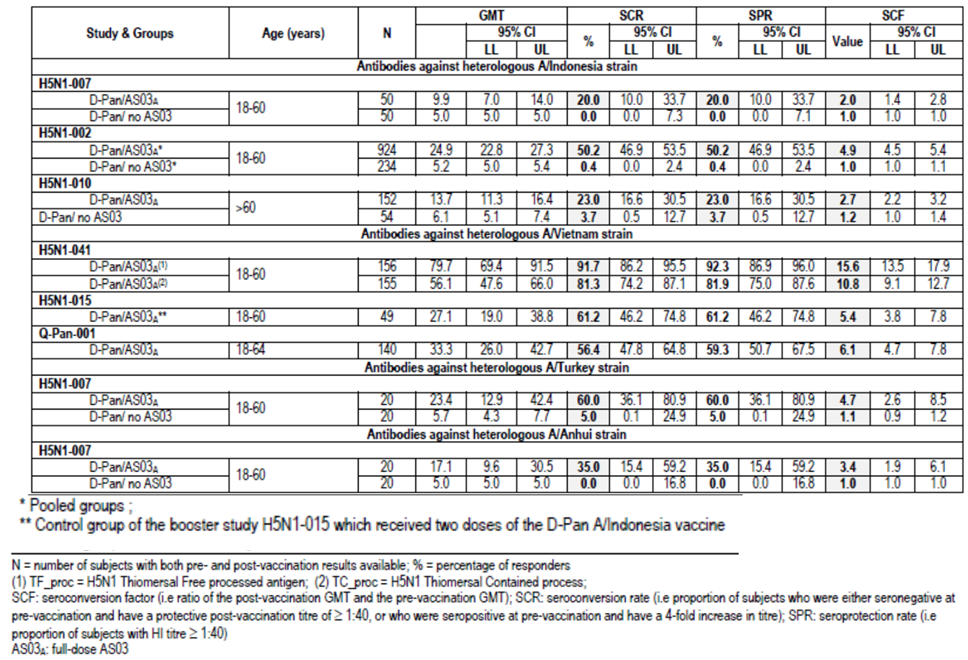 GMT SCR SPR SCF
Study & Groups Age (years) N 95% CI % 95% CI % 95% CI Value 95% CI
LL UL LL UL LL UL LL UL
Antibodies against heterologous A/Indonesia strain
H5N1-007
D-Pan/AS03A 18-60 50 9.9 7.0 14.0 20.0 10.0 33.7 20.0 10.0 33.7 2.0 1.4 2.8
D-Pan/ no AS03 50 5.0 5.0 5.0 0.0 0.0 7.3 0.0 0.0 7.1 1.0 1.0 1.0
H5N1-002
D-Pan/AS03A* 18-60 924 24.9 22.8 27.3 50.2 46.9 53.5 50.2 46.9 53.5 4.9 4.5 5.4
D-Pan/ no AS03* 234 5.2 5.0 5.4 0.4 0.0 2.4 0.4 0.0 2.4 1.0 1.0 1.1
H5N1-010
D-Pan/AS03A >60 152 13.7 11.3 16.4 23.0 16.6 30.5 23.0 16.6 30.5 2.7 2.2 3.2
D-Pan/ no AS03 54 6.1 5.1 7.4 3.7 0.5 12.7 3.7 0.5 12.7 1.2 1.0 1.4
Antibodies against heterologous A/Vietnam strain
H5N1-041
D-Pan/AS03A(1) 18-60 156 79.7 69.4 91.5 91.7 86.2 95.5 92.3 86.9 96.0 15.6 13.5 17.9
D-Pan/AS03A(2) 155 56.1 47.6 66.0 81.3 74.2 87.1 81.9 75.0 87.6 10.8 9.1 12.7
H5N1-015
D-Pan/AS03A** 18-60 49 27.1 19.0 38.8 61.2 46.2 74.8 61.2 46.2 74.8 5.4 3.8 7.8
Q-Pan-001
D-Pan/AS03A 18-64 140 33.3 26.0 42.7 56.4 47.8 64.8 59.3 50.7 67.5 6.1 4.7 7.8
Antibodies against heterologous A/Turkey strain
H5N1-007
D-Pan/AS03A 18-60 20 23.4 12.9 42.4 60.0 36.1 80.9 60.0 36.1 80.9 4.7 2.6 8.5
D-Pan/ no AS03 20 5.7 4.3 7.7 5.0 0.1 24.9 5.0 0.1 24.9 1.1 0.9 1.2
Antibodies against heterologous A/Anhui strain
H5N1-007
D-Pan/AS03A 18-60 20 17.1 9.6 30.5 35.0 15.4 59.2 35.0 15.4 59.2 3.4 1.9 6.1
D-Pan/ no AS03 20 5.0 5.0 5.0 0.0 0.0 16.8 0.0 0.0 16.8 1.0 1.0 1.0
* Pooled groups ;
** Control group of the booster study H5N1-015 which received two doses of the D-Pan A/Indonesia vaccine
N = number of subjects with both pre- and post-vaccination results available; % = percentage of responders
(1) TF_proc = H5N1 Thiomersal Free processed antigen; (2) TC_proc = H5N1 Thiomersal Contained process;
SCF: seroconversion factor (i.e ratio of the post-vaccination GMT and the pre-vaccination GMT); SCR: seroconversion rate (i.e proportion of subjects who were either seronegative at
pre-vaccination and have a protective post-vaccination titre of ≥ 1:40, or who were seropositive at pre-vaccination and have a 4-fold increase in titre); SPR: seroprotection rate (i.e
proportion of subjects with HI titre ≥ 1:40)
AS03A: full-dose AS03